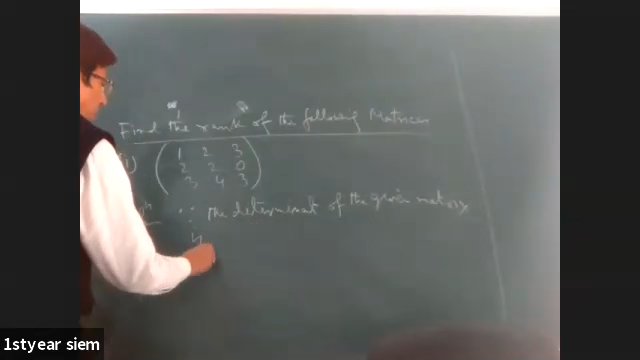 Find the rank of the following Matrices
(i) ( 1 2 3
2 2 0
3 4 3 )
∵ The determinat of the given matrix
1styear siem